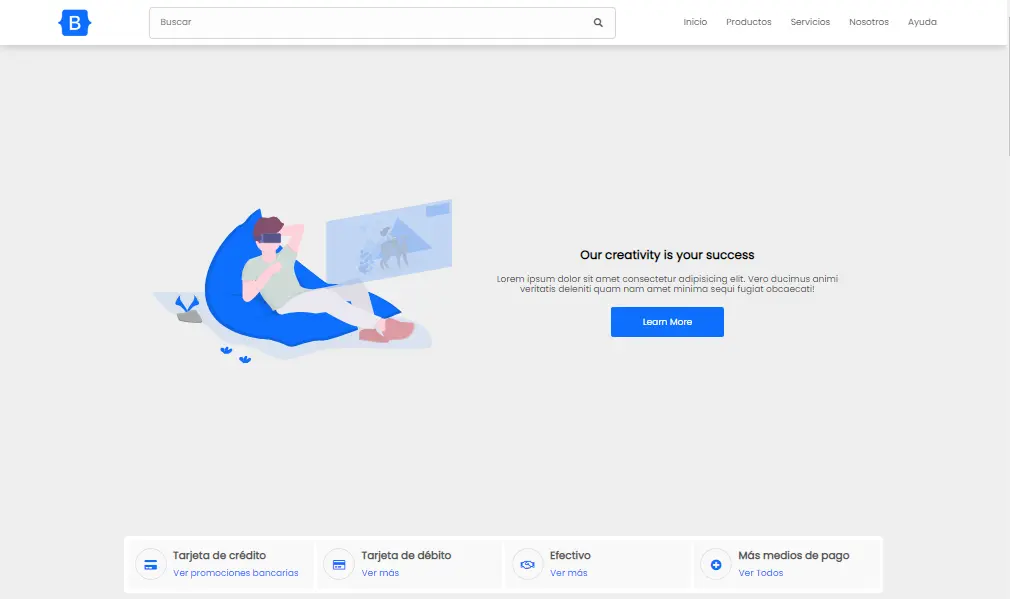 B
Buscar
Inicio Productos Servicios Nosotros Ayuda
Our creativity is your success
Lorem ipsum dolor sit amet consectetur adipisicing elit. Vero ducimus animi
veritatis deleniti quam nam amet minima sequi fugiat obcaecati!
Learn More
Tarjeta de crédito
Ver promociones bancarias
Tarjeta de débito
Ver más
Efectivo
Ver más
Más medios de pago
Ver Todos